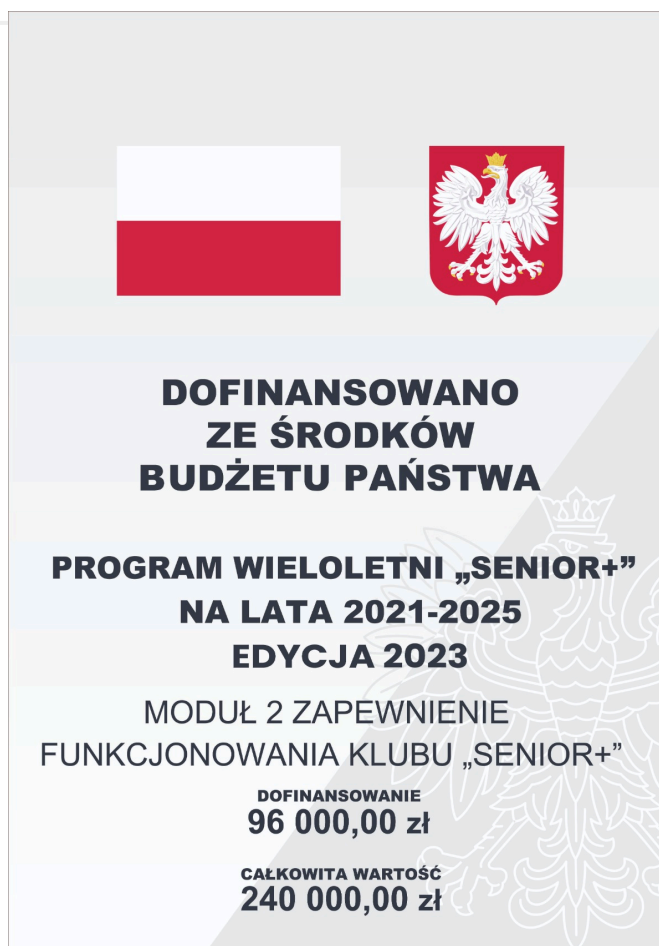 DOFINANSOWANO
ZE ŚRODKÓW
BUDŻETU PAŃSTWA
PROGRAM WIELOLETNI „SENIOR+”
NA LATA 2021-2025
EDYCJA 2023
MODUŁ 2 ZAPEWNIENIE
FUNKCJONOWANIA KLUBU „SENIOR+”
DOFINANSOWANIE
96 000,00 zł
CAŁKOWITA WARTOŚĆ
240 000,00 zł